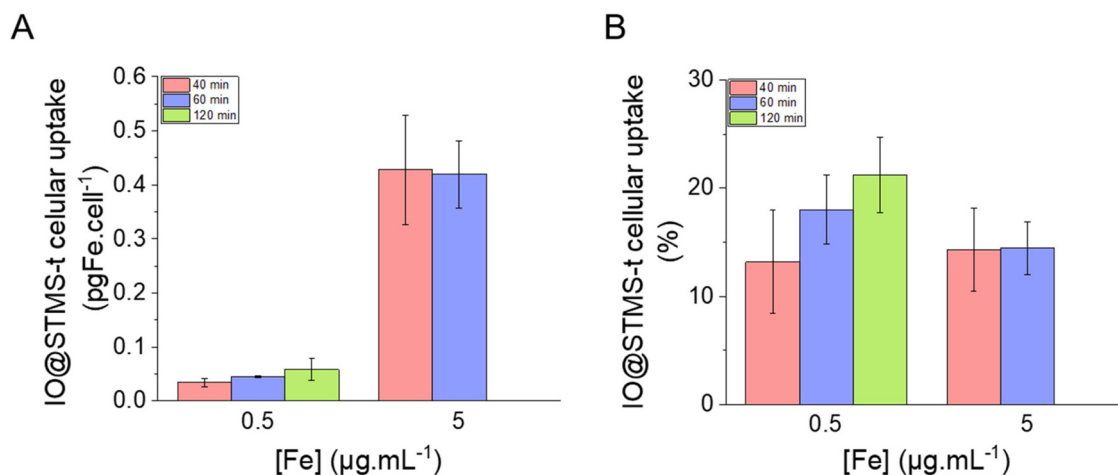 A
IO@STMS-t celular uptake
(pgFe.cell⁻¹)
0.6
0.5
0.4
0.3
0.2
0.1
0.0
40 min
60 min
120 min
0.5
5
[Fe] (µg.mL⁻¹)
B
IO@STMS-t cellular uptake
(%)
30
20
10
0
40 min
60 min
120 min
0.5
5
[Fe] (µg.mL⁻¹)